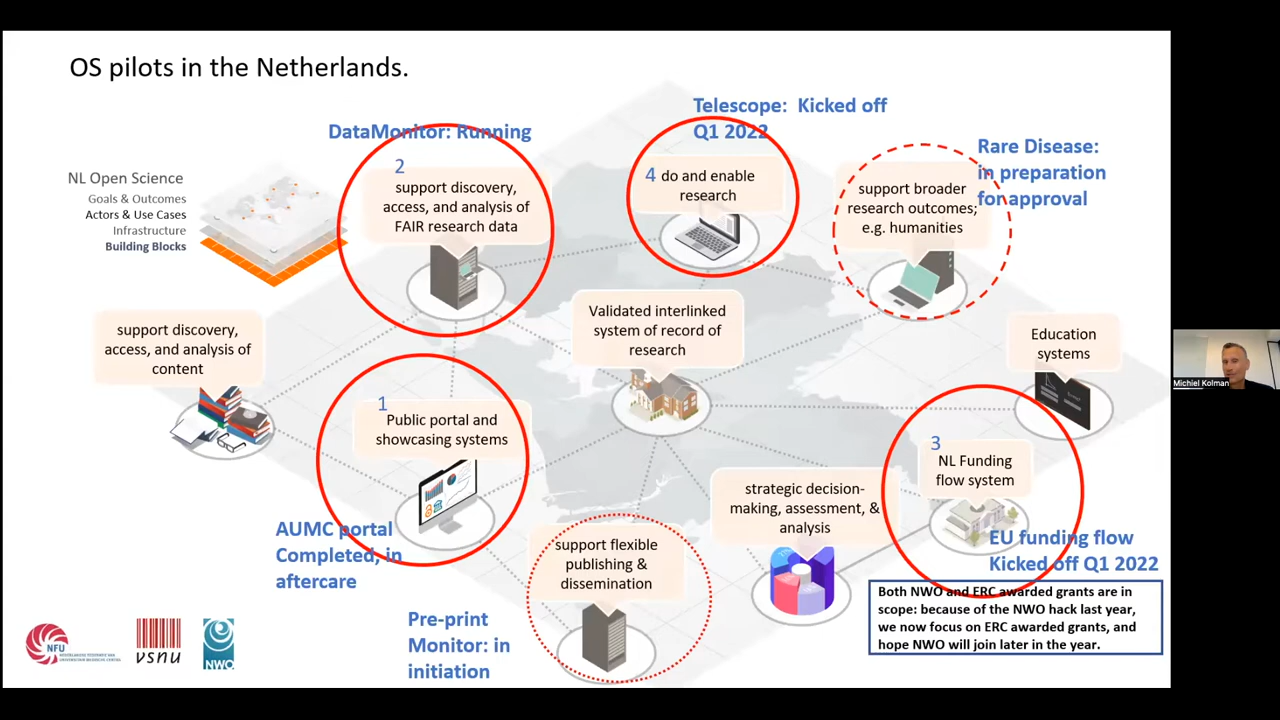 OS pilots in the Netherlands.
DataMonitor: Running
Telescope: Kicked off
Q1 2022
Rare Disease:
in preparation
for approval
NL Open Science
Goals & Outcomes
Actors & Use Cases
Infrastructure
Building Blocks
2
support discovery,
access, and analysis of
FAIR research data
4 do and enable
research
support broader
research outcomes;
e.g. humanities
support discovery,
access, and analysis of
content
Validated interlinked
system of record of
research
Education
systems
1
Public portal and
showcasing systems
3
NL Funding
flow system
strategic decision-
making, assessment, &
analysis
AUMC portal
Completed, in
aftercare
support flexible
publishing &
dissemination
EU funding flow
Kicked off Q1 2022
Pre-print
Monitor: in
initiation
Both NWO and ERC awarded grants are in
scope: because of the NWO hack last year,
we now focus on ERC awarded grants, and
hope NWO will join later in the year.
NFU
vsnu
NWO
Michiel Kolman